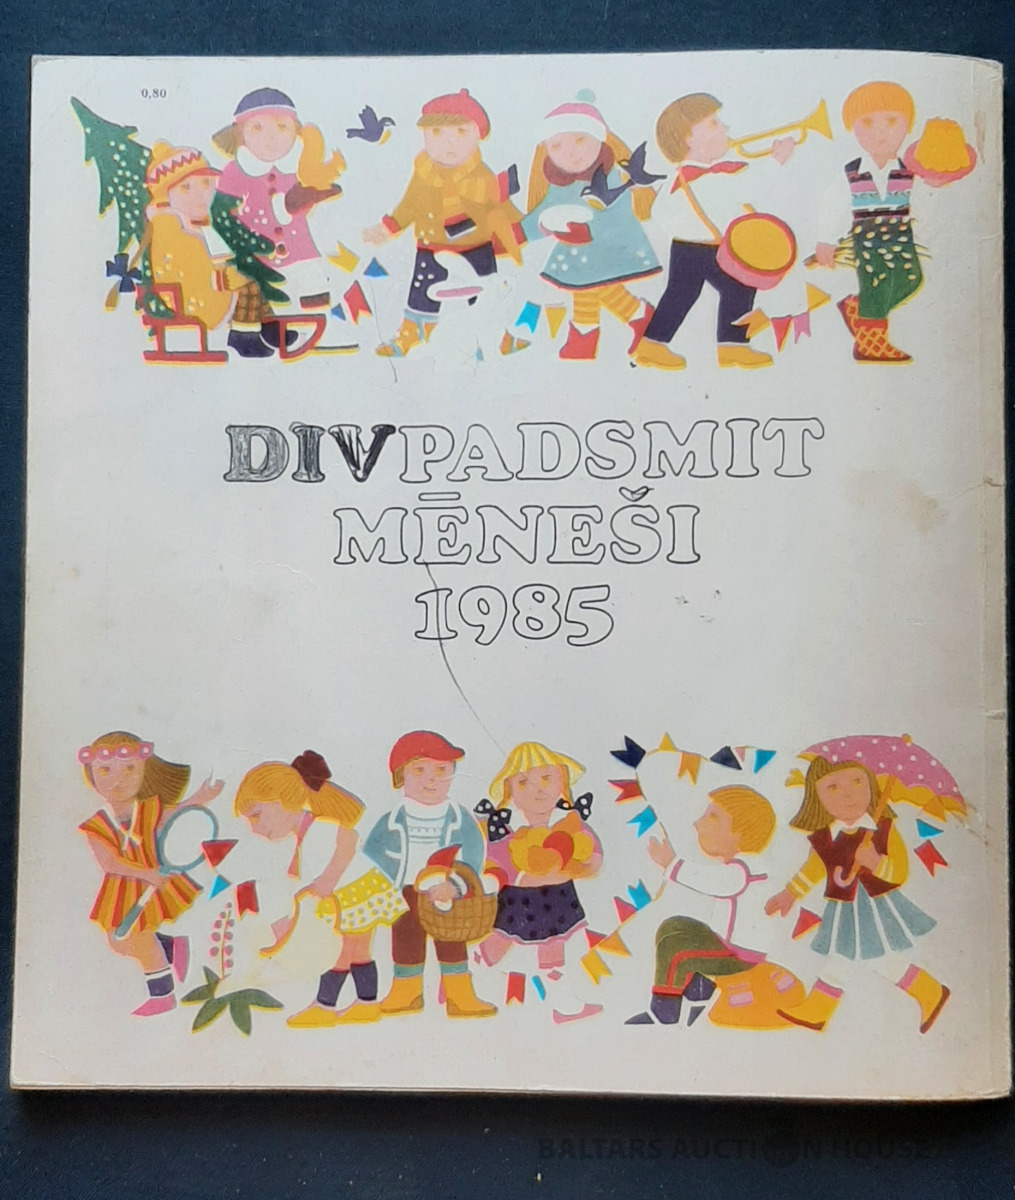 0,80
DIVPADSMIT
MĒNEŠI
1985
BALTARS AUCTION HOUSE